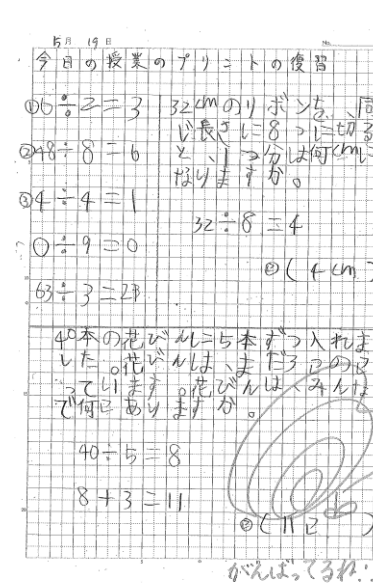 5月 19日
No.
今日の授業のプリントの復習
①6÷2=3
②48÷8=6
③4÷4=1
0÷9=0
63÷3=21
32cmのリボンを、同
じ長さに8つに切る
と、1つ分は何cmに
なりますか。
32÷8=4
(4cm)
40本の花びんに5本ずつ入れま
した。花びんは、まだ3このこ
っています。花びんは、みんな
で何こありますか。
40÷5=8
8+3=11
(11こ)
がんばってるね!